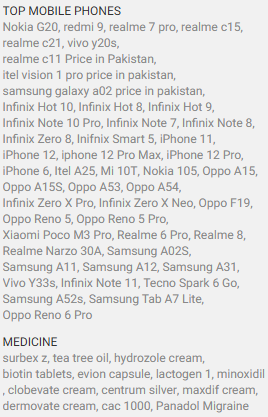 TOP MOBILE PHONES
Nokia G20, redmi 9, realme 7 pro, realme c15,
realme c21, vivo y20s,
realme c11 Price in Pakistan,
itel vision 1 pro price in pakistan,
samsung galaxy a02 price in pakistan,
Infinix Hot 10, Infinix Hot 8, Infinix Hot 9,
Infinix Note 10 Pro, Infinix Note 7, Infinix Note 8,
Infinix Zero 8, Inifnix Smart 5, iPhone 11,
iPhone 12, iphone 12 Pro Max, iPhone 12 Pro,
iPhone 6, Itel A25, Mi 10T, Nokia 105, Oppo A15,
Oppo A15S, Oppo A53, Oppo A54,
Infinix Zero X Pro, Infinix Zero X Neo, Oppo F19,
Oppo Reno 5, Oppo Reno 5 Pro,
Xiaomi Poco M3 Pro, Realme 6 Pro, Realme 8,
Realme Narzo 30A, Samsung A02S,
Samsung A11, Samsung A12, Samsung A31,
Vivo Y33s, Infinix Note 11, Tecno Spark 6 Go,
Samsung A52s, Samsung Tab A7 Lite,
Oppo Reno 6 Pro
MEDICINE
surbex z, tea tree oil, hydrozole cream,
biotin tablets, evion capsule, lactogen 1, minoxidil
, clobevate cream, centrum silver, maxdif cream,
dermovate cream, cac 1000, Panadol Migraine